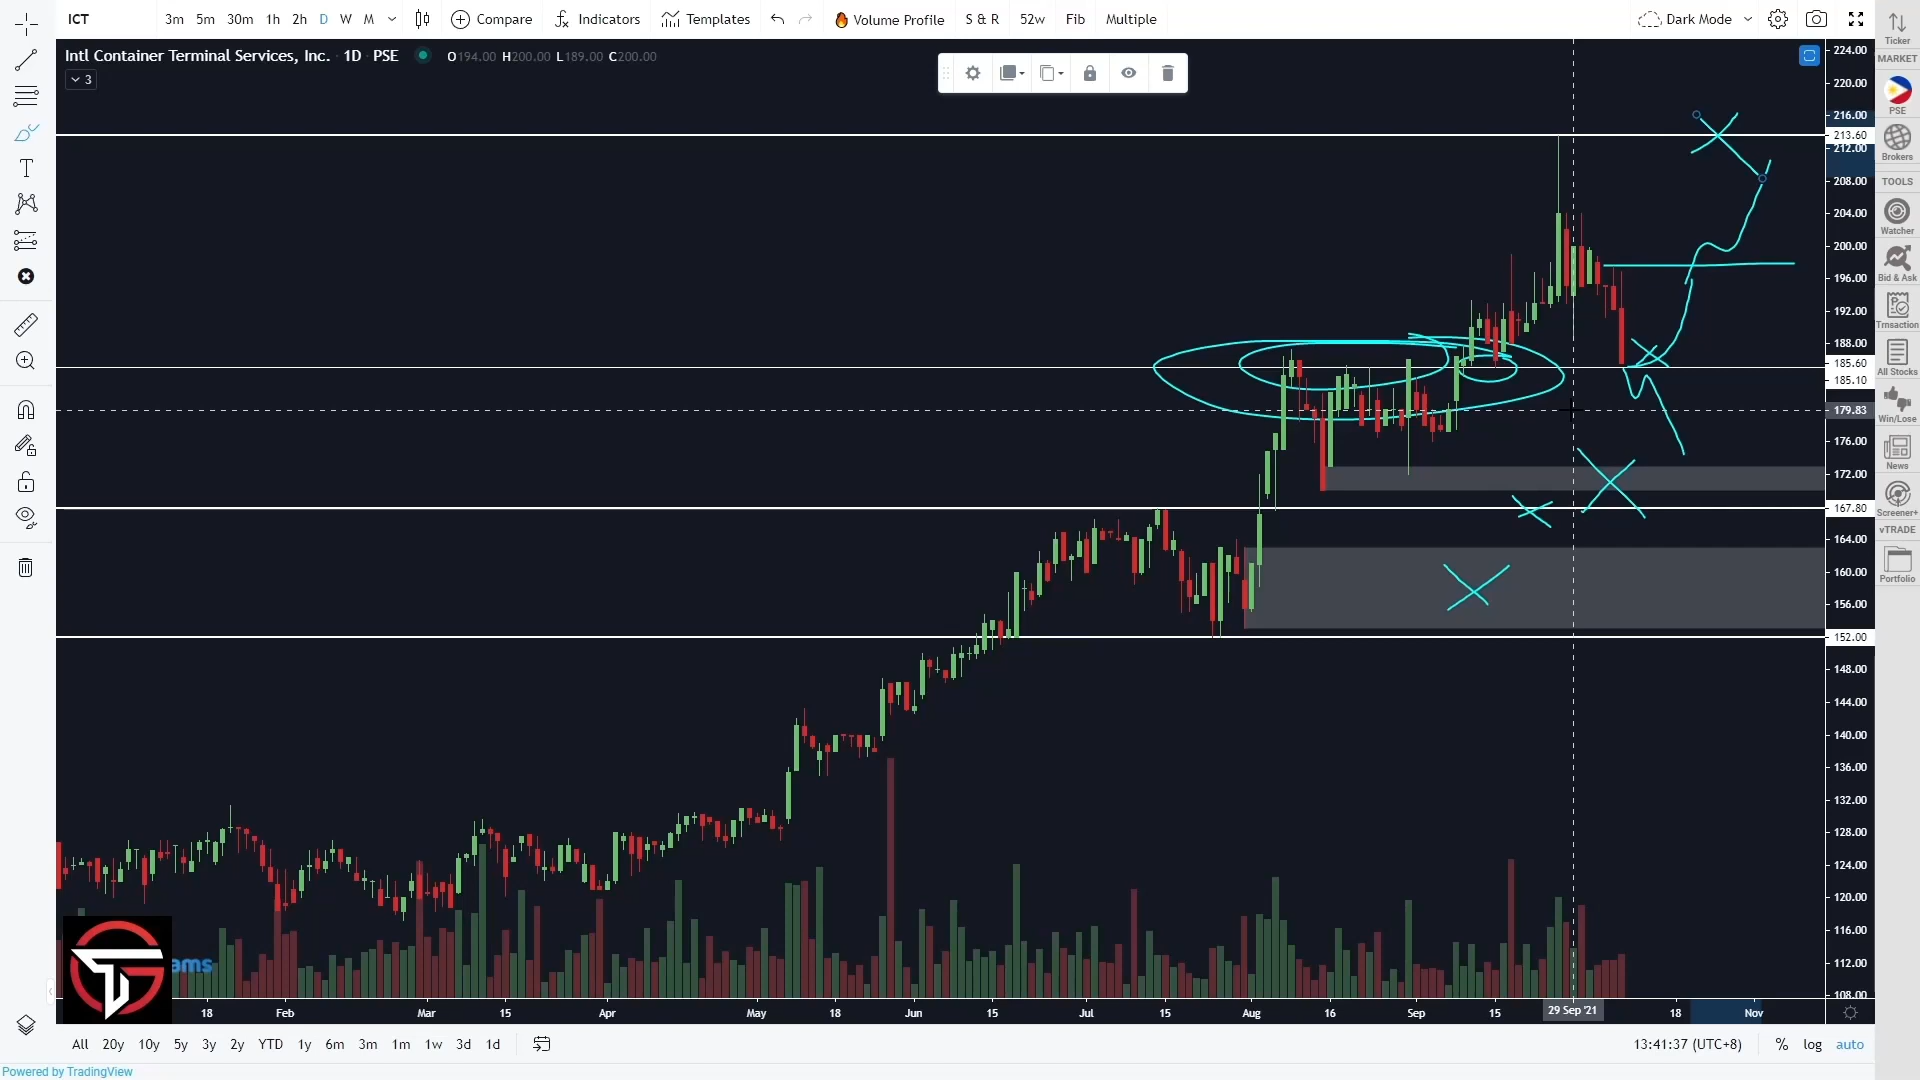 ICT 3m 5m 30m 1h 2h D W M Compare Indicators Templates Volume Profile S & R 52w Fib Multiple Dark Mode
Intl Container Terminal Services, Inc. 1D PSE O194.00 H200.00 L189.00 C200.00
3
224.00
220.00
216.00
213.60
212.00
208.00
204.00
200.00
196.00
192.00
188.00
185.60
185.10
179.83
176.00
172.00
167.80
164.00
160.00
156.00
152.00
148.00
144.00
140.00
136.00
132.00
128.00
124.00
120.00
116.00
112.00
108.00
Ticker
MARKET
PSE
Brokers
TOOLS
Watcher
Bid & Ask
Trnsaction
All Stocks
Win/Lose
News
Screener+
vTRADE
Portfolio
ams
18 Feb Mar 15 Apr May 18 Jun 15 Jul 15 Aug 16 Sep 15 29 Sep '21 18 Nov
All 20y 10y 5y 3y 2y YTD 1y 6m 3m 1m 1w 3d 1d 13:41:37 (UTC+8) % log auto
Powered by TradingView